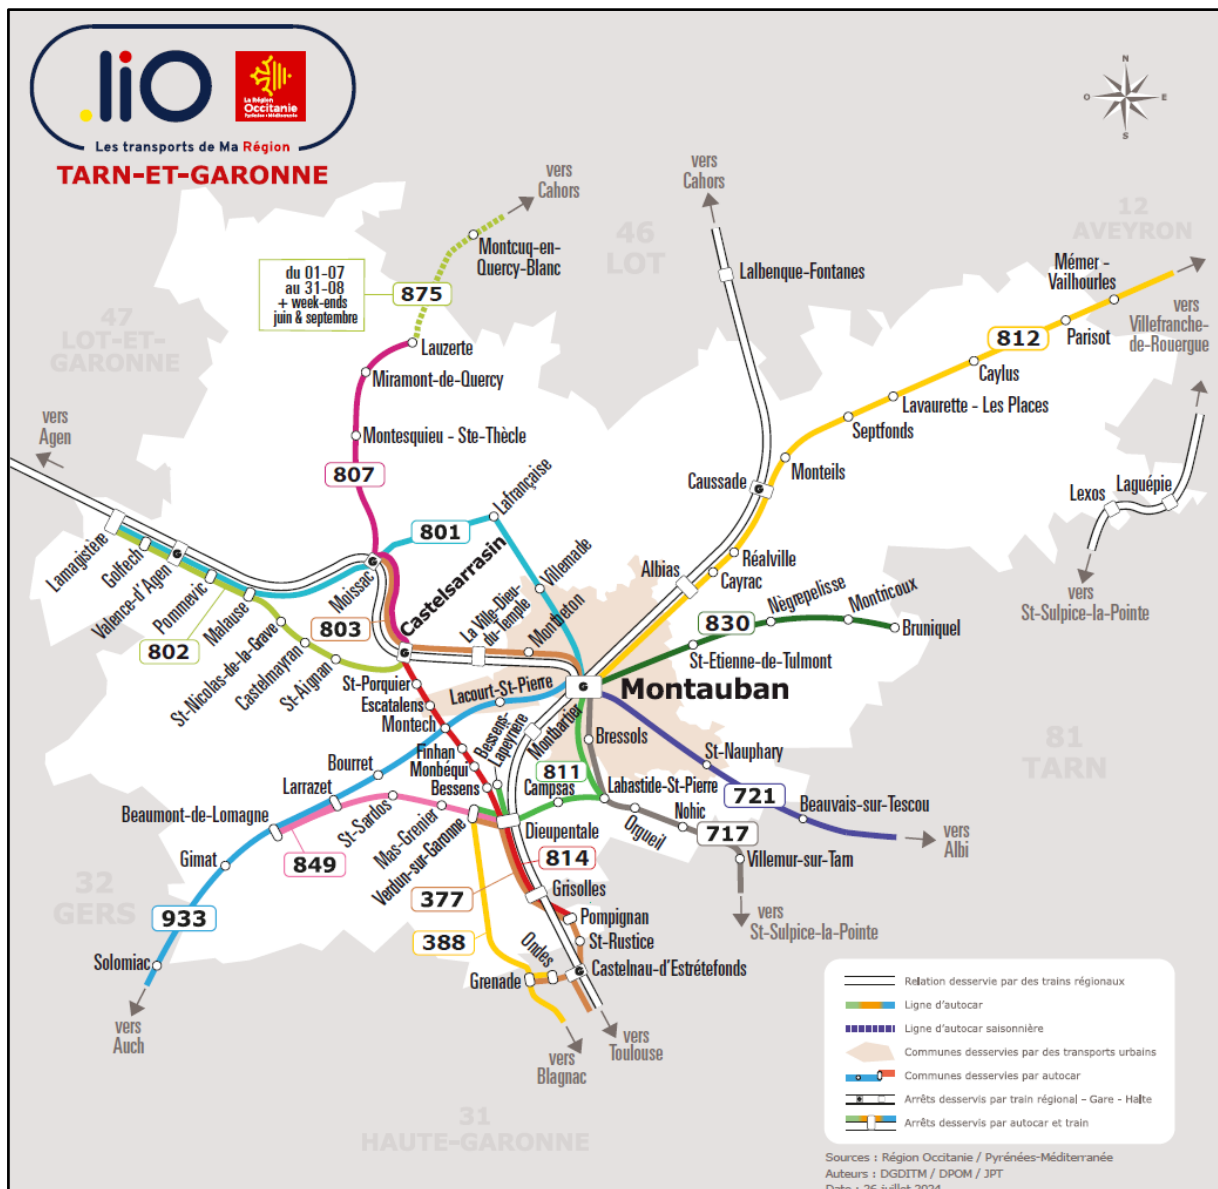 .liO
La Région
Occitanie
Pyrénées - Méditerranée
Les transports de Ma Région
TARN-ET-GARONNE
N
O
E
S
vers
Cahors
vers
Cahors
46
LOT
12
AVEYRON
Montcuq-en-
Quercy-Blanc
Lalbenque-Fontanes
Mémer -
Vailhourles
du 01-07
au 31-08
+ week-ends
juin & septembre
875
vers
Villefranche-
de-Rouergue
47
LOT-ET-
GARONNE
812
Parisot
Lauzerte
Miramont-de-Quercy
Caylus
Lavaurette - Les Places
vers
Agen
Montesquieu - Ste-Thècle
Septfonds
807
Monteils
Caussade
Laguépie
Lexos
Lafrançaise
801
Lamagistère
Golfech
Valence-d'Agen
Pommevic
Malause
Moissac
Castelsarrasin
Réalville
Albias
Cayrac
Villemade
vers
St-Sulpice-la-Pointe
Nègrepelisse
Montricoux
La Ville-Dieu-
du-Temple
Montbeton
803
802
830
Bruniquel
St-Nicolas-de-la-Grave
Castelmayran
St-Aignan
St-Etienne-de-Tulmont
St-Porquier
Lacourt-St-Pierre
Montauban
Escatalens
Montech
Bessens-
Lapeyrière
Montbartier
Bressols
St-Nauphary
81
TARN
Finhan
Monbéqui
Bourret
Bessens
811
Labastide-St-Pierre
Larrazet
Campsas
721
Nohic
Beauvais-sur-Tescou
Beaumont-de-Lomagne
St-Sardos
Mas-Grenier
Verdun-sur-Garonne
Dieupentale
Orgueil
717
vers
Albi
Gimat
849
814
Villemur-sur-Tarn
32
GERS
377
Grisolles
933
388
Pompignan
vers
St-Sulpice-la-Pointe
St-Rustice
Solomiac
Ondes
Grenade
Castelnau-d'Estrétefonds
vers
Auch
vers
Toulouse
vers
Blagnac
31
HAUTE-GARONNE
Relation desservie par des trains régionaux
Ligne d'autocar
Ligne d'autocar saisonnière
Communes desservies par des transports urbains
Communes desservies par autocar
Arrêts desservis par train régional - Gare - Halte
Arrêts desservis par autocar et train
Sources : Région Occitanie / Pyrénées-Méditerranée
Auteurs : DGDITM / DPOM / JPT
Date : 26 juillet 2024